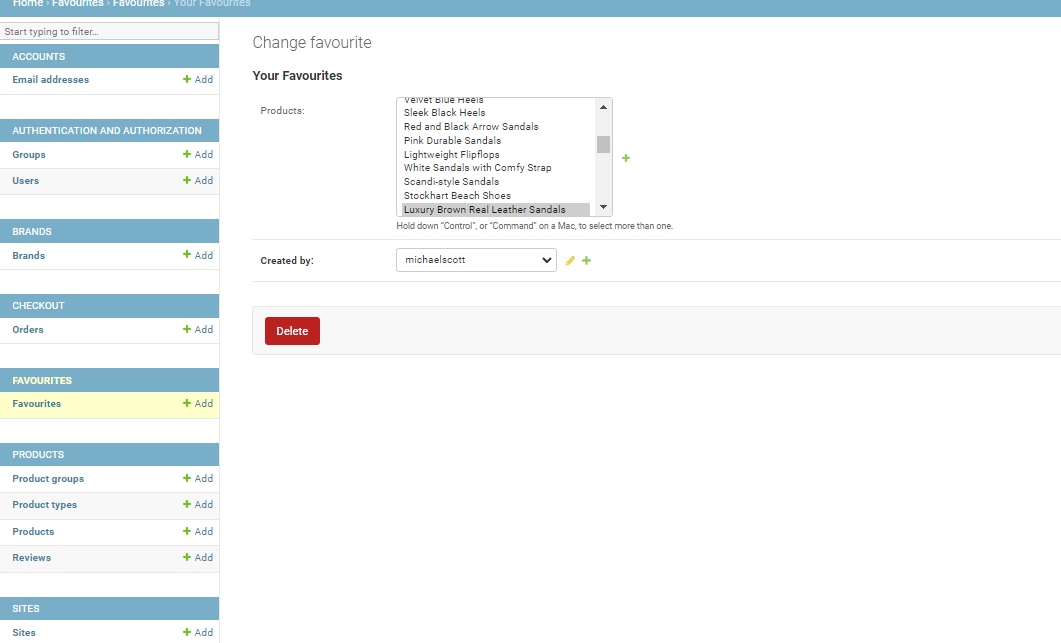 Home › Favourites › Favourites › Your Favourites
Start typing to filter...
ACCOUNTS
Email addresses + Add
AUTHENTICATION AND AUTHORIZATION
Groups + Add
Users + Add
BRANDS
Brands + Add
CHECKOUT
Orders + Add
FAVOURITES
Favourites + Add
PRODUCTS
Product groups + Add
Product types + Add
Products + Add
Reviews + Add
SITES
Sites + Add
Change favourite
Your Favourites
Products:
Velvet Blue Heels
Sleek Black Heels
Red and Black Arrow Sandals
Pink Durable Sandals
Lightweight Flipflops
White Sandals with Comfy Strap
Scandi-style Sandals
Stockhart Beach Shoes
Luxury Brown Real Leather Sandals
Hold down “Control”, or “Command” on a Mac, to select more than one.
Created by: michaelscott
Delete